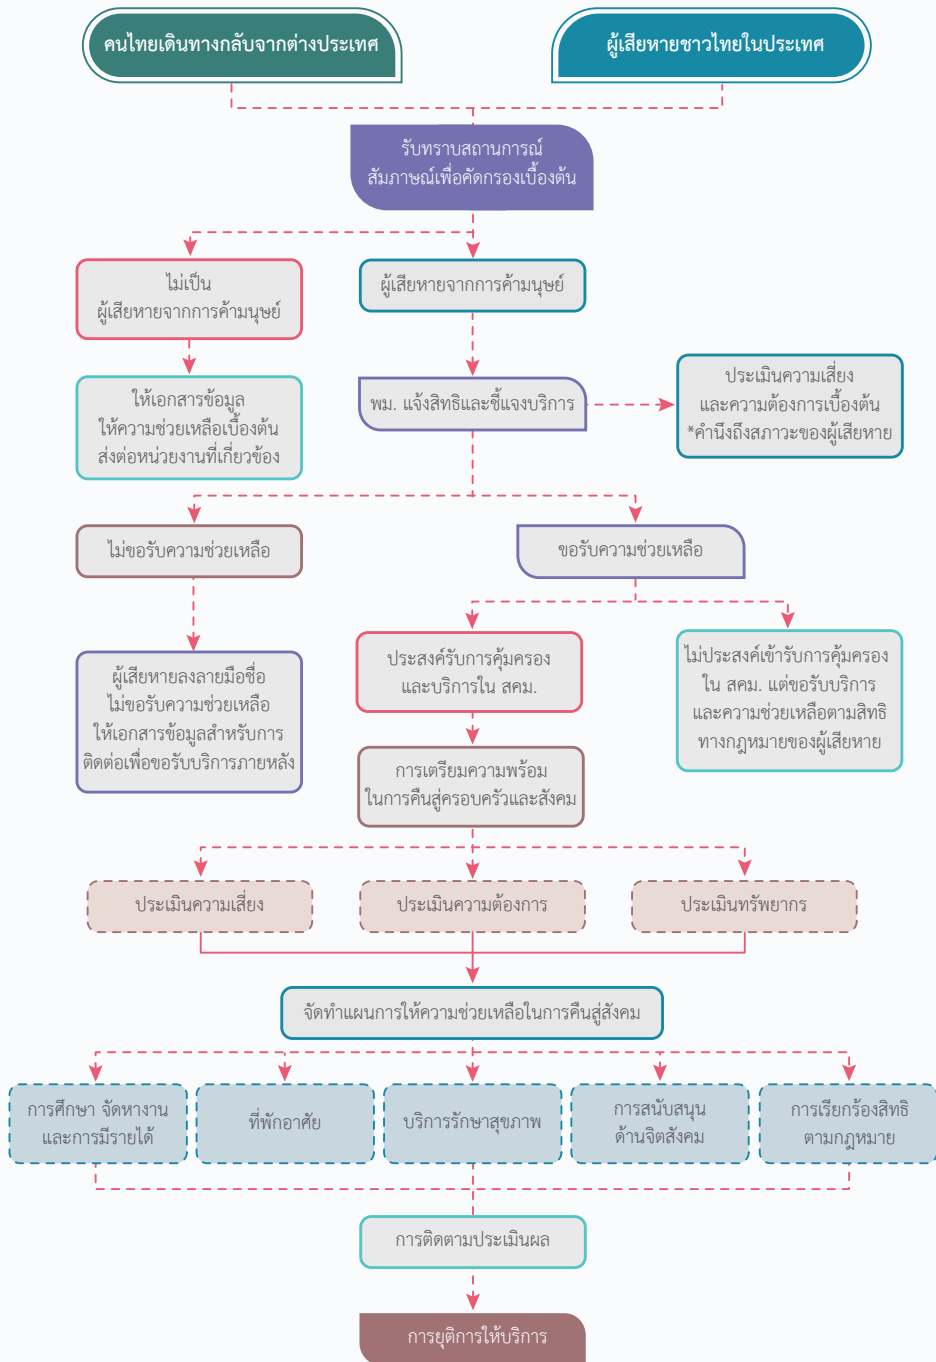 คนไทยเดินทางกลับจากต่างประเทศ
ผู้เสียหายชาวไทยในประเทศ
รับทราบสถานการณ์
สัมภาษณ์เพื่อคัดกรองเบื้องต้น
ไม่เป็น
ผู้เสียหายจากการค้ามนุษย์
ผู้เสียหายจากการค้ามนุษย์
ให้เอกสารข้อมูล
ให้ความช่วยเหลือเบื้องต้น
ส่งต่อหน่วยงานที่เกี่ยวข้อง
พม. แจ้งสิทธิและชี้แจงบริการ
ประเมินความเสี่ยง
และความต้องการเบื้องต้น
*คำนึงถึงสภาวะของผู้เสียหาย
ไม่ขอรับความช่วยเหลือ
ขอรับความช่วยเหลือ
ผู้เสียหายลงลายมือชื่อ
ไม่ขอรับความช่วยเหลือ
ให้เอกสารข้อมูลสำหรับการ
ติดต่อเพื่อขอรับบริการภายหลัง
ประสงค์รับการคุ้มครอง
และบริการใน สคม.
ไม่ประสงค์เข้ารับการคุ้มครอง
ใน สคม. แต่ขอรับบริการ
และความช่วยเหลือตามสิทธิ
ทางกฎหมายของผู้เสียหาย
การเตรียมความพร้อม
ในการคืนสู่ครอบครัวและสังคม
ประเมินความเสี่ยง
ประเมินความต้องการ
ประเมินทรัพยากร
จัดทำแผนการให้ความช่วยเหลือในการคืนสู่สังคม
การศึกษา จัดหางาน
และการมีรายได้
ที่พักอาศัย
บริการรักษาสุขภาพ
การสนับสนุน
ด้านจิตสังคม
การเรียกร้องสิทธิ
ตามกฎหมาย
การติดตามประเมินผล
การยุติการให้บริการ